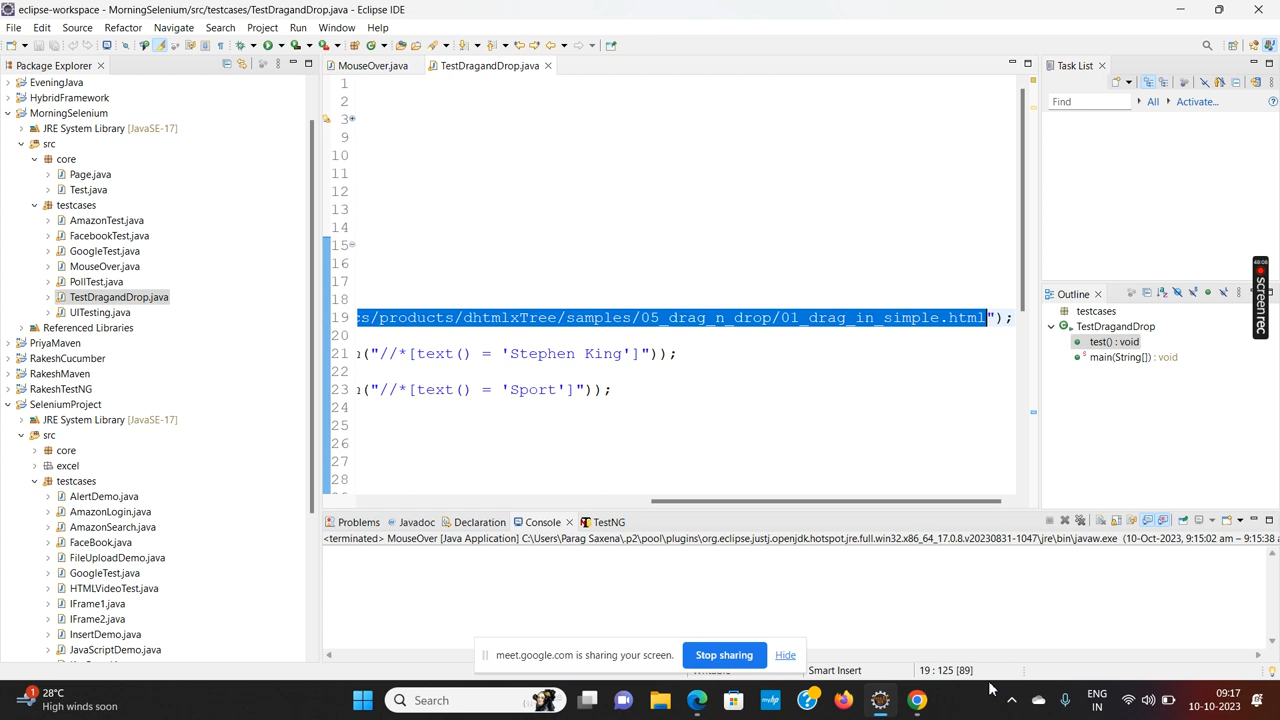 eclipse-workspace - MorningSelenium/src/testcases/TestDragandDrop.java - Eclipse IDE
File Edit Source Refactor Navigate Search Project Run Window Help
Package Explorer
MouseOver.java
TestDragandDrop.java
Task List
EveningJava
HybridFramework
MorningSelenium
JRE System Library [JavaSE-17]
src
core
Page.java
Test.java
testcases
AmazonTest.java
FacebookTest.java
GoogleTest.java
MouseOver.java
PollTest.java
TestDragandDrop.java
UITesting.java
Referenced Libraries
PriyaMaven
RakeshCucumber
RakeshMaven
RakeshTestNG
SeleniumProject
JRE System Library [JavaSE-17]
src
core
excel
testcases
AlertDemo.java
AmazonLogin.java
AmazonSearch.java
FaceBook.java
FileUploadDemo.java
GoogleTest.java
HTMLVideoTest.java
IFrame1.java
IFrame2.java
InsertDemo.java
JavaScriptDemo.java
1
2
3
9
10
11
12
13
14
15
16
17
18
19 cs/products/dhtmlxTree/samples/05_drag_n_drop/01_drag_in_simple.html");
20
21 h("//*[text() = 'Stephen King']"));
22
23 h("//*[text() = 'Sport']"));
24
25
26
27
28
Find All Activate...
48:08
screenrec
Outline
testcases
TestDragandDrop
test() : void
main(String[]) : void
Problems Javadoc Declaration Console TestNG
<terminated> MouseOver [Java Application] C:\Users\Parag Saxena\.p2\pool\plugins\org.eclipse.justj.openjdk.hotspot.jre.full.win32.x86_64_17.0.8.v20230831-1047\jre\bin\javaw.exe (10-Oct-2023, 9:15:02 am – 9:15:38
meet.google.com is sharing your screen. Stop sharing Hide
Smart Insert 19 : 125 [89]
28°C
High winds soon
Search
ENG
IN
09:17
10-10-2023